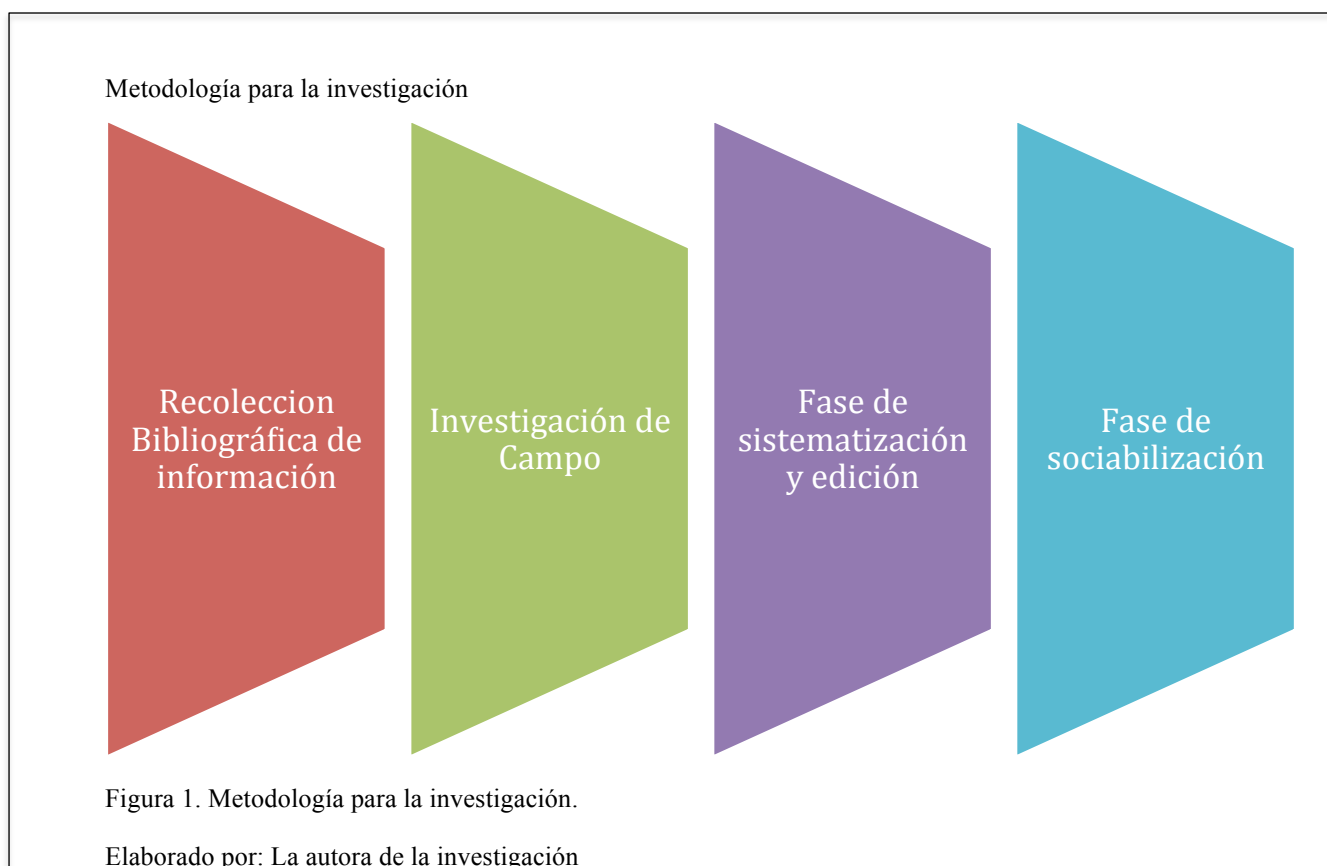 Metodología para la investigación
Recoleccion
Bibliográfica de
información
Investigación de
Campo
Fase de
sistematización
y edición
Fase de
sociabilización
Figura 1. Metodología para la investigación.
Elaborado por: La autora de la investigación